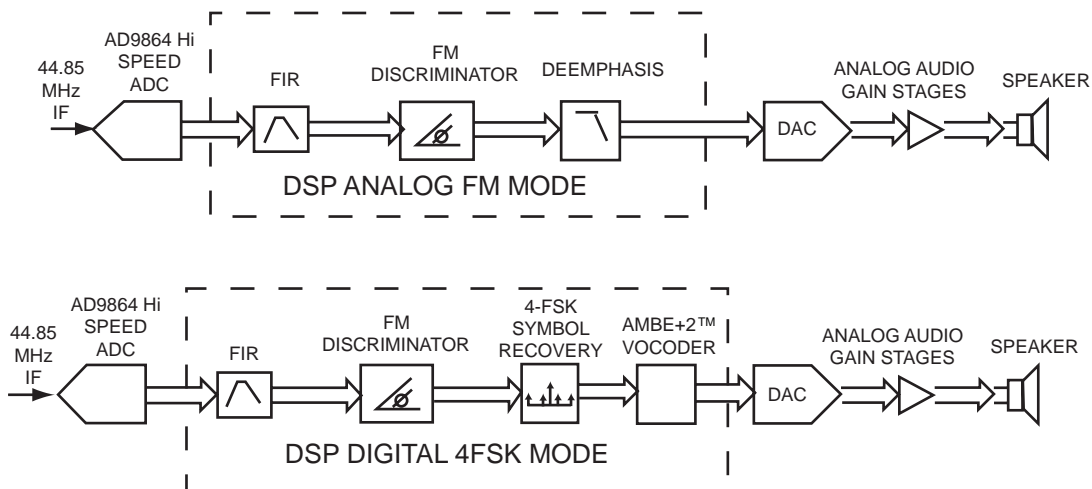 AD9864 Hi
SPEED
ADC
44.85
MHz
IF
FIR
FM
DISCRIMINATOR
DEEMPHASIS
DAC
ANALOG AUDIO
GAIN STAGES
SPEAKER
DSP ANALOG FM MODE
AD9864 Hi
SPEED
ADC
44.85
MHz
IF
FIR
FM
DISCRIMINATOR
4-FSK
SYMBOL
RECOVERY
AMBE+2™
VOCODER
DAC
ANALOG AUDIO
GAIN STAGES
SPEAKER
DSP DIGITAL 4FSK MODE